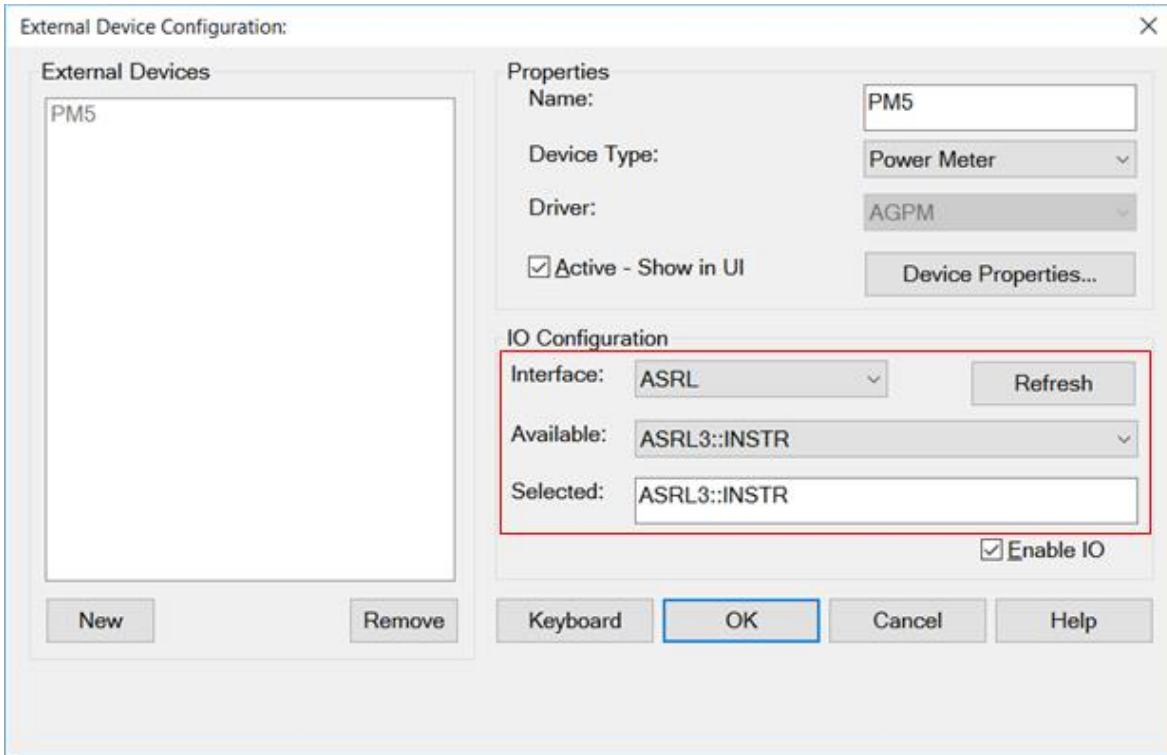 External Device Configuration:
External Devices
PM5
New
Remove
Properties
Name:
PM5
Device Type:
Power Meter
Driver:
AGPM
Active - Show in UI
Device Properties...
IO Configuration
Interface:
ASRL
Refresh
Available:
ASRL3::INSTR
Selected:
ASRL3::INSTR
Enable IO
Keyboard
OK
Cancel
Help